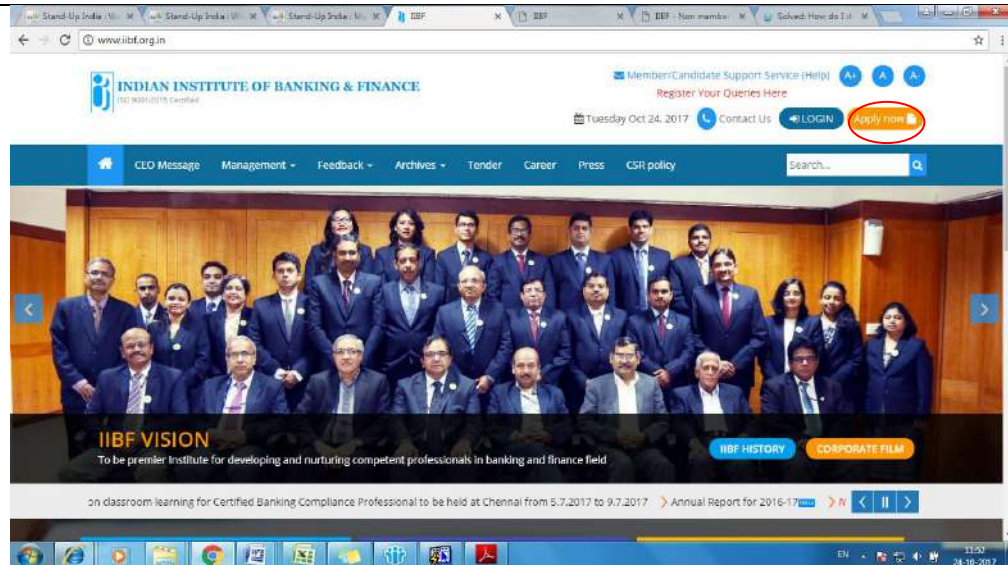 Stand-Up India
Stand-Up India
Stand-Up India
IIBF
IIBF
IIBF - Non member
Solved: How do I
www.iibf.org.in
INDIAN INSTITUTE OF BANKING & FINANCE
ISO 9001:2015 Certified
Member/Candidate Support Service (Help) A+ A A-
Register Your Queries Here
Tuesday Oct 24, 2017 Contact Us LOGIN Apply now
CEO Message Management Feedback Archives Tender Career Press CSR policy Search...
IIBF VISION
To be premier Institute for developing and nurturing competent professionals in banking and finance field
IIBF HISTORY CORPORATE FILM
on classroom learning for Certified Banking Compliance Professional to be held at Chennai from 5.7.2017 to 9.7.2017 Annual Report for 2016-17
EN
11:52
24-10-2017